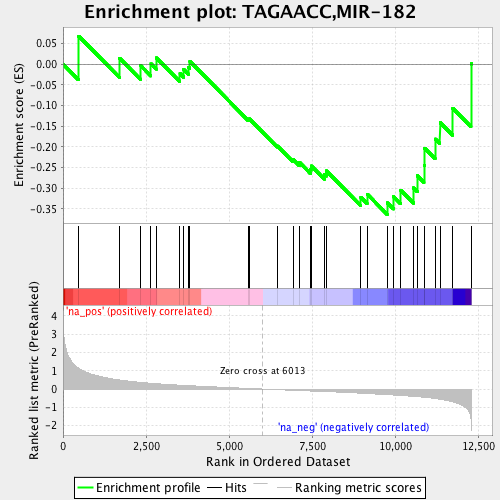 Enrichment plot: TAGAACC,MIR-182
Enrichment score (ES)
0.05
0.00
-0.05
-0.10
-0.15
-0.20
-0.25
-0.30
-0.35
'na_pos' (positively correlated)
Ranked list metric (PreRanked)
4
3
2
1
0
-1
-2
Zero cross at 6013
'na_neg' (negatively correlated)
0
2,500
5,000
7,500
10,000
12,500
Rank in Ordered Dataset
Enrichment profile
Hits
Ranking metric scores